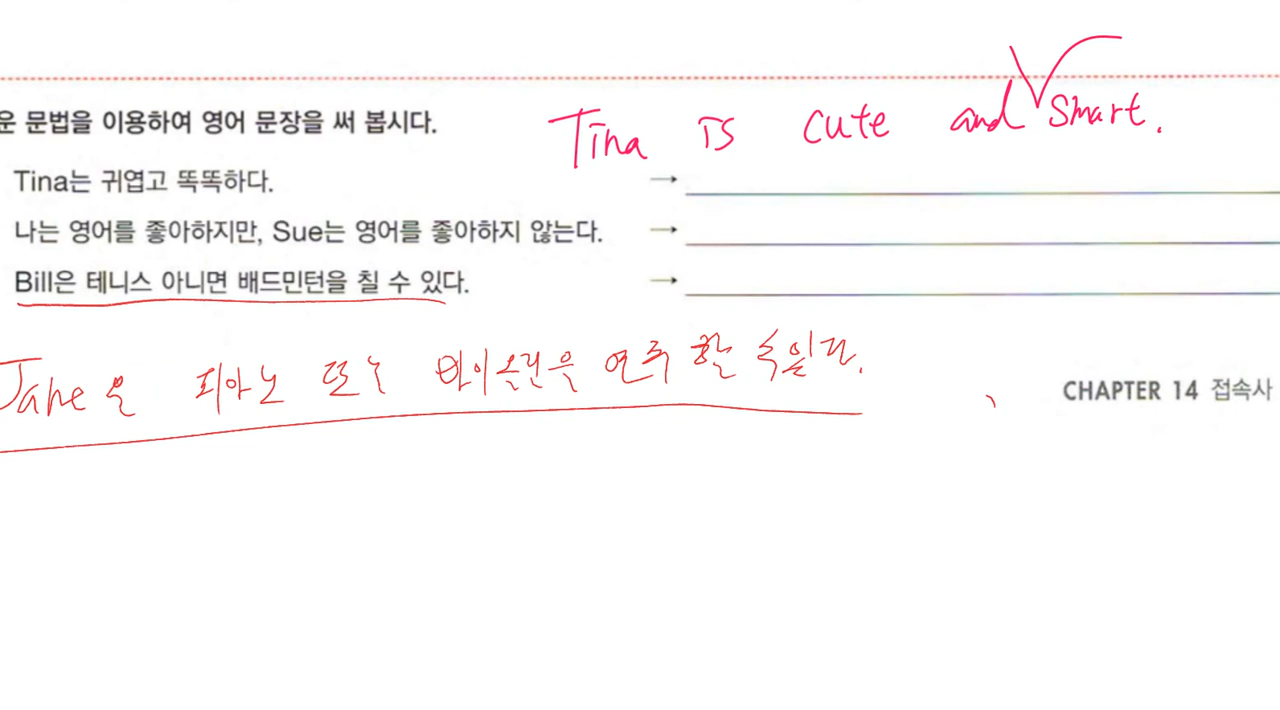 Tina is cute and smart.
운 문법을 이용하여 영어 문장을 써 봅시다.
Tina는 귀엽고 똑똑하다. →
나는 영어를 좋아하지만, Sue는 영어를 좋아하지 않는다. →
Bill은 테니스 아니면 배드민턴을 칠 수 있다. →
Jane은 피아노 또는 바이올린을 연주 할 수있다.
CHAPTER 14 접속사